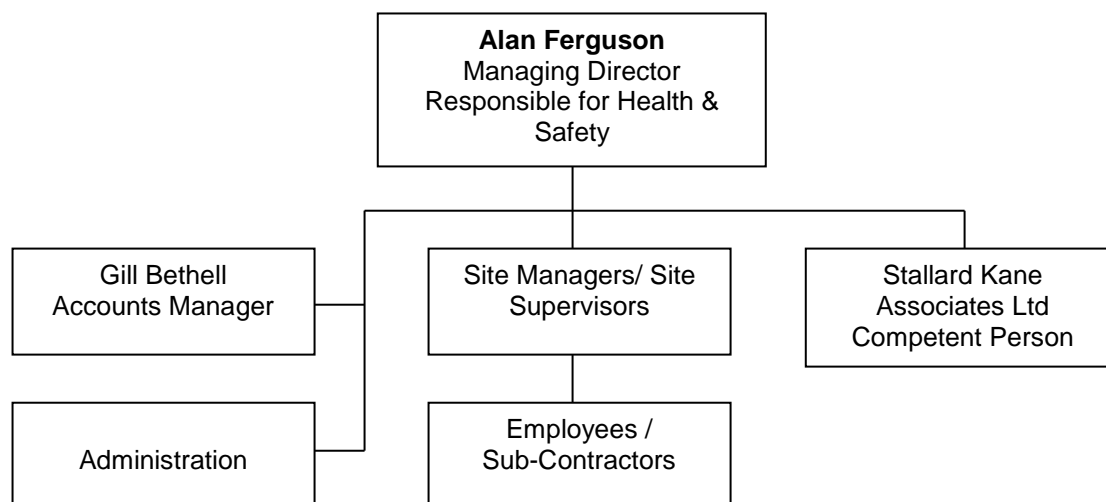 Alan Ferguson
Managing Director
Responsible for Health &
Safety
Gill Bethell
Accounts Manager
Site Managers/ Site
Supervisors
Stallard Kane
Associates Ltd
Competent Person
Administration
Employees /
Sub-Contractors